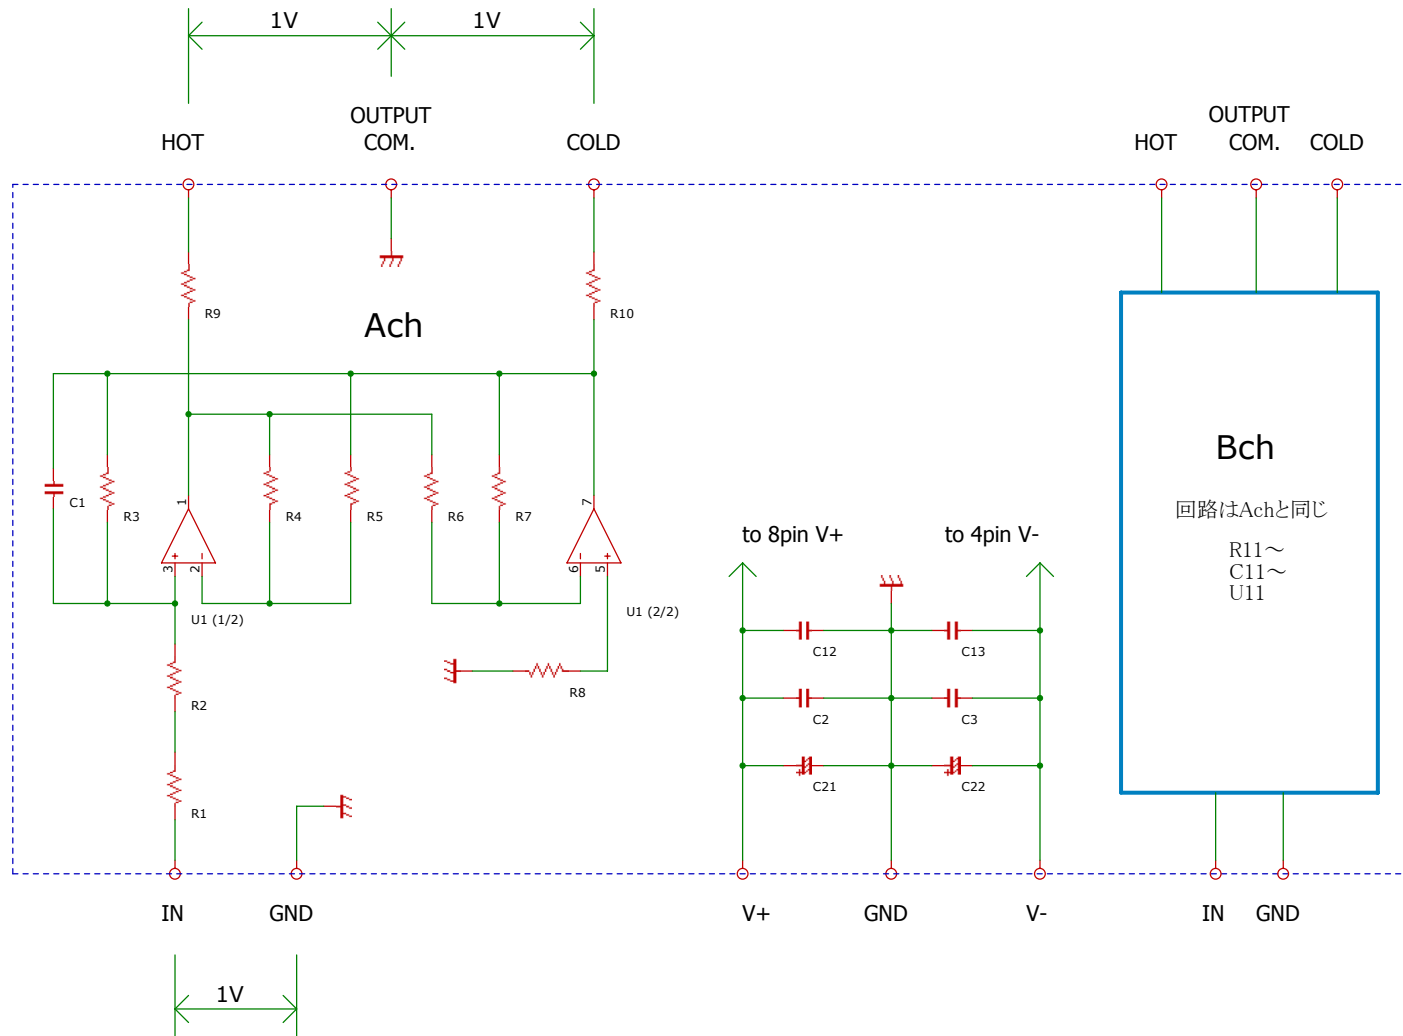 1V
1V
HOT
OUTPUT
COM.
COLD
HOT
OUTPUT
COM.
COLD
R9
Ach
R10
C1
R3
1
R4
R5
R6
R7
7
+
-
3
2
-
+
6
5
U1 (1/2)
U1 (2/2)
R8
R2
R1
to 8pin V+
to 4pin V-
C12
C13
C2
C3
+
C21
+
C22
Bch
回路はAchと同じ
R11～
C11～
U11
IN
GND
V+
GND
V-
IN
GND
1V